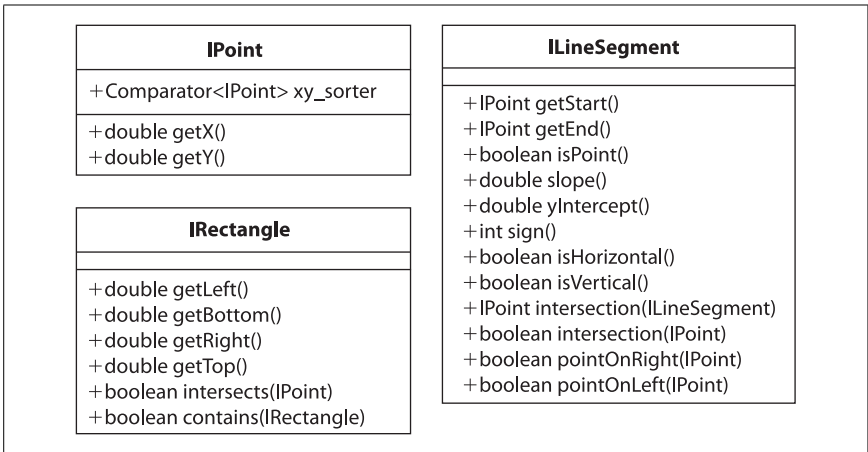 IPoint
+Comparator<IPoint> xy_sorter
+double getX()
+double getY()
IRectangle
+double getLeft()
+double getBottom()
+double getRight()
+double getTop()
+boolean intersects(IPoint)
+boolean contains(IRectangle)
ILineSegment
+IPoint getStart()
+IPoint getEnd()
+boolean isPoint()
+double slope()
+double yIntercept()
+int sign()
+boolean isHorizontal()
+boolean isVertical()
+IPoint intersection(ILineSegment)
+boolean intersection(IPoint)
+boolean pointOnRight(IPoint)
+boolean pointOnLeft(IPoint)